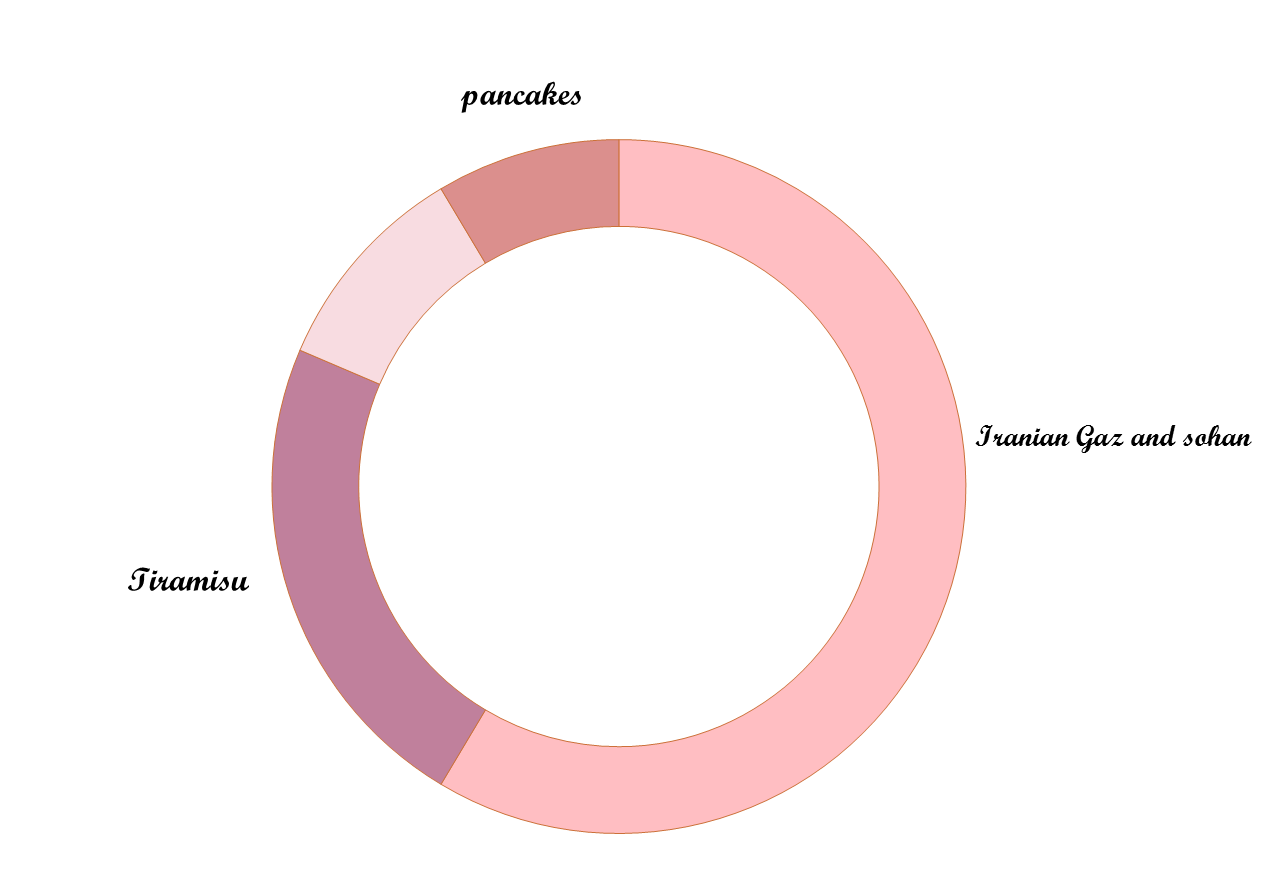 pancakes
Iranian Gaz and sohan
Tiramisu